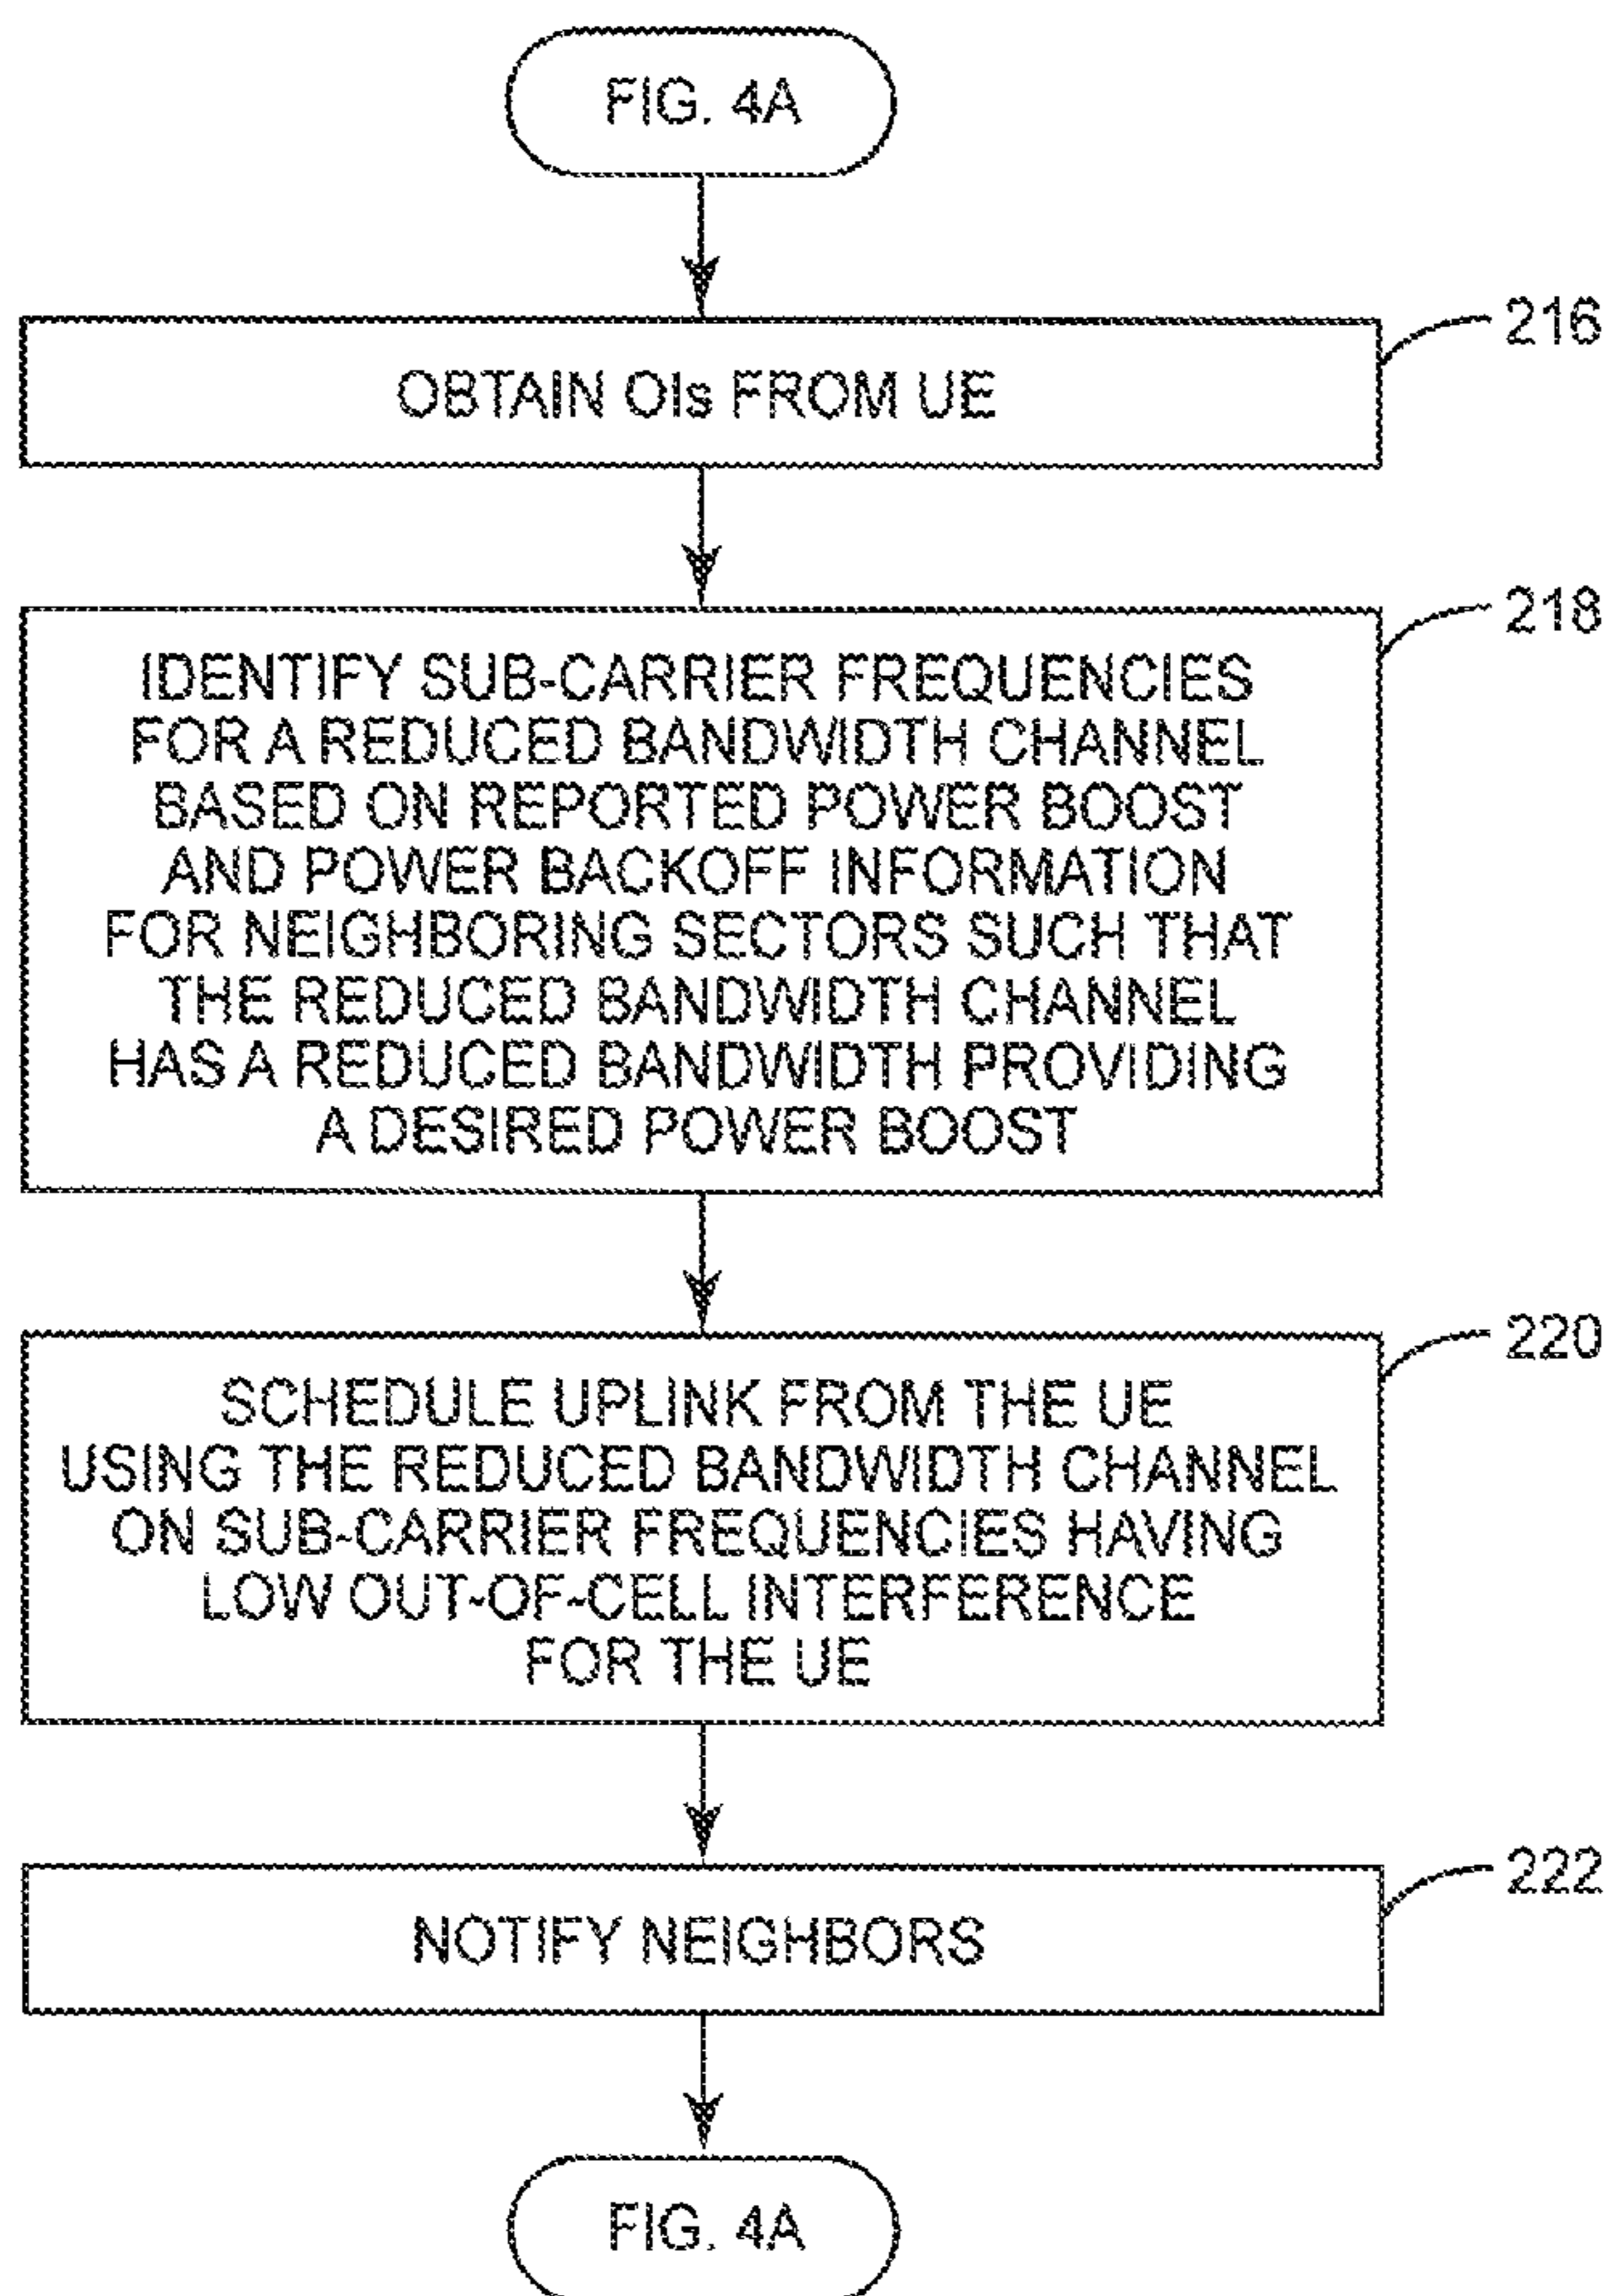 FIG. 4A
216
OBTAIN OIs FROM UE
218
IDENTIFY SUB-CARRIER FREQUENCIES
FOR A REDUCED BANDWIDTH CHANNEL
BASED ON REPORTED POWER BOOST
AND POWER BACKOFF INFORMATION
FOR NEIGHBORING SECTORS SUCH THAT
THE REDUCED BANDWIDTH CHANNEL
HAS A REDUCED BANDWIDTH PROVIDING
A DESIRED POWER BOOST
220
SCHEDULE UPLINK FROM THE UE
USING THE REDUCED BANDWIDTH CHANNEL
ON SUB-CARRIER FREQUENCIES HAVING
LOW OUT-OF-CELL INTERFERENCE
FOR THE UE
222
NOTIFY NEIGHBORS
FIG. 4A